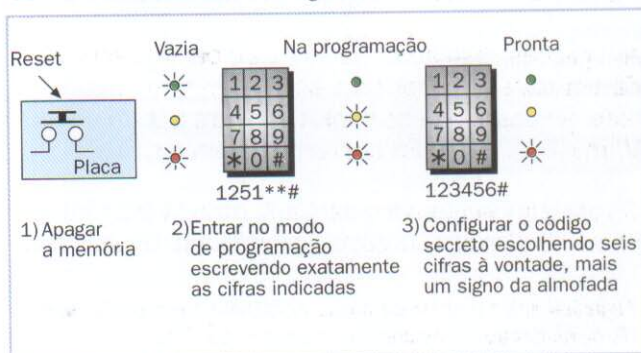 Reset
Vazia
Na programação
Pronta
Placa
1 2 3
4 5 6
7 8 9
* 0 #
1251**#
1 2 3
4 5 6
7 8 9
* 0 #
123456#
1) Apagar
a memória
2) Entrar no modo
de programação
escrevendo exatamente
as cifras indicadas
3) Configurar o código
secreto escolhendo seis
cifras à vontade, mais
um signo da almofada